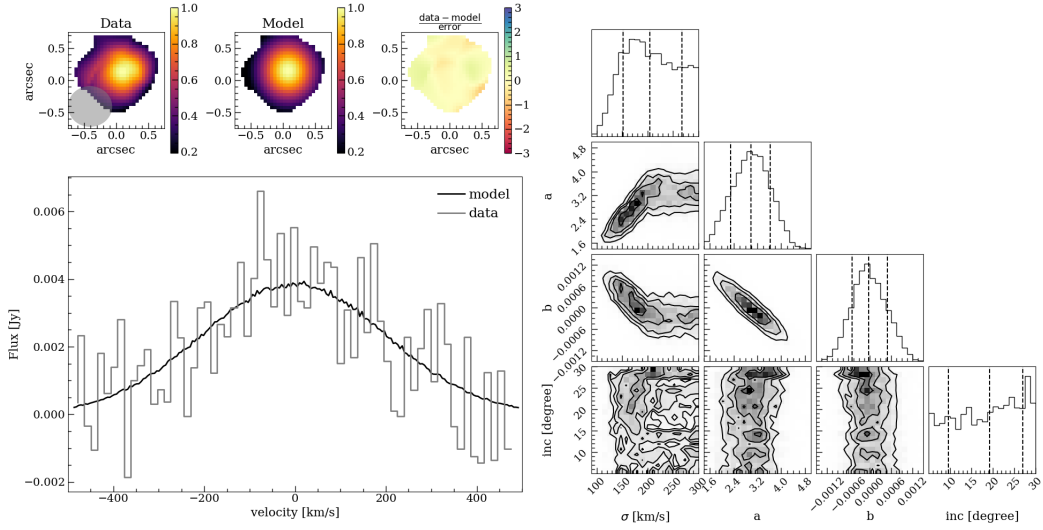 Data
Model
data − model
error
arcsec
0.5
0.0
−0.5
−0.5 0.0 0.5
arcsec
1.0
0.8
0.6
0.4
0.2
−0.5 0.0 0.5
arcsec
1.0
0.8
0.6
0.4
0.2
−0.5 0.0 0.5
arcsec
0.5
0.0
−0.5
3
2
1
0
−1
−2
−3
model
data
Flux [Jy]
0.006
0.004
0.002
0.000
−0.002
−400 −200 0 200 400
velocity [km/s]
a
4.8
4.0
3.2
2.4
1.6
b
0.0012
0.0006
0.0000
−0.0006
−0.0012
inc [degree]
30
25
20
15
10
100 150 200 250 300
σ [km/s]
1.6 2.4 3.2 4.0 4.8
a
−0.0012 −0.0006 0.0000 0.0006 0.0012
b
10 15 20 25 30
inc [degree]